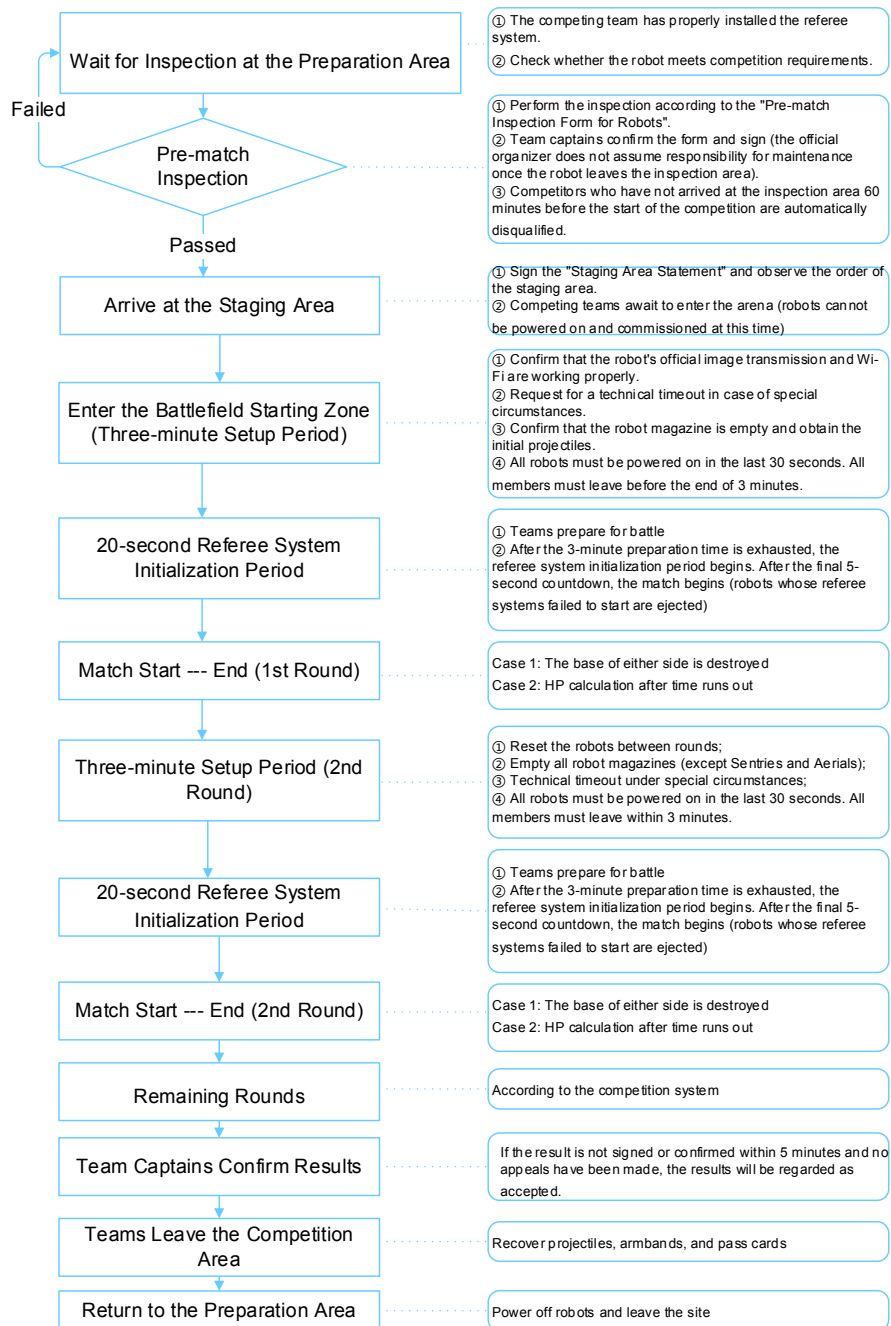 Wait for Inspection at the Preparation Area
① The competing team has properly installed the referee
system.
② Check whether the robot meets competition requirements.
Failed
Pre-match
Inspection
① Perform the inspection according to the "Pre-match
Inspection Form for Robots".
② Team captains confirm the form and sign (the official
organizer does not assume responsibility for maintenance
once the robot leaves the inspection area).
③ Competitors who have not arrived at the inspection area 60
minutes before the start of the competition are automatically
disqualified.
Passed
Arrive at the Staging Area
① Sign the "Staging Area Statement" and observe the order of
the staging area.
② Competing teams await to enter the arena (robots cannot
be powered on and commissioned at this time)
Enter the Battlefield Starting Zone
(Three-minute Setup Period)
① Confirm that the robot's official image transmission and Wi-
Fi are working properly.
② Request for a technical timeout in case of special
circumstances.
③ Confirm that the robot magazine is empty and obtain the
initial projectiles.
④ All robots must be powered on in the last 30 seconds. All
members must leave before the end of 3 minutes.
20-second Referee System
Initialization Period
① Teams prepare for battle
② After the 3-minute preparation time is exhausted, the
referee system initialization period begins. After the final 5-
second countdown, the match begins (robots whose referee
systems failed to start are ejected)
Match Start --- End (1st Round)
Case 1: The base of either side is destroyed
Case 2: HP calculation after time runs out
Three-minute Setup Period (2nd
Round)
① Reset the robots between rounds;
② Empty all robot magazines (except Sentries and Aerials);
③ Technical timeout under special circumstances;
④ All robots must be powered on in the last 30 seconds. All
members must leave within 3 minutes.
20-second Referee System
Initialization Period
① Teams prepare for battle
② After the 3-minute preparation time is exhausted, the
referee system initialization period begins. After the final 5-
second countdown, the match begins (robots whose referee
systems failed to start are ejected)
Match Start --- End (2nd Round)
Case 1: The base of either side is destroyed
Case 2: HP calculation after time runs out
Remaining Rounds
According to the competition system
Team Captains Confirm Results
If the result is not signed or confirmed within 5 minutes and no
appeals have been made, the results will be regarded as
accepted.
Teams Leave the Competition
Area
Recover projectiles, armbands, and pass cards
Return to the Preparation Area
Power off robots and leave the site